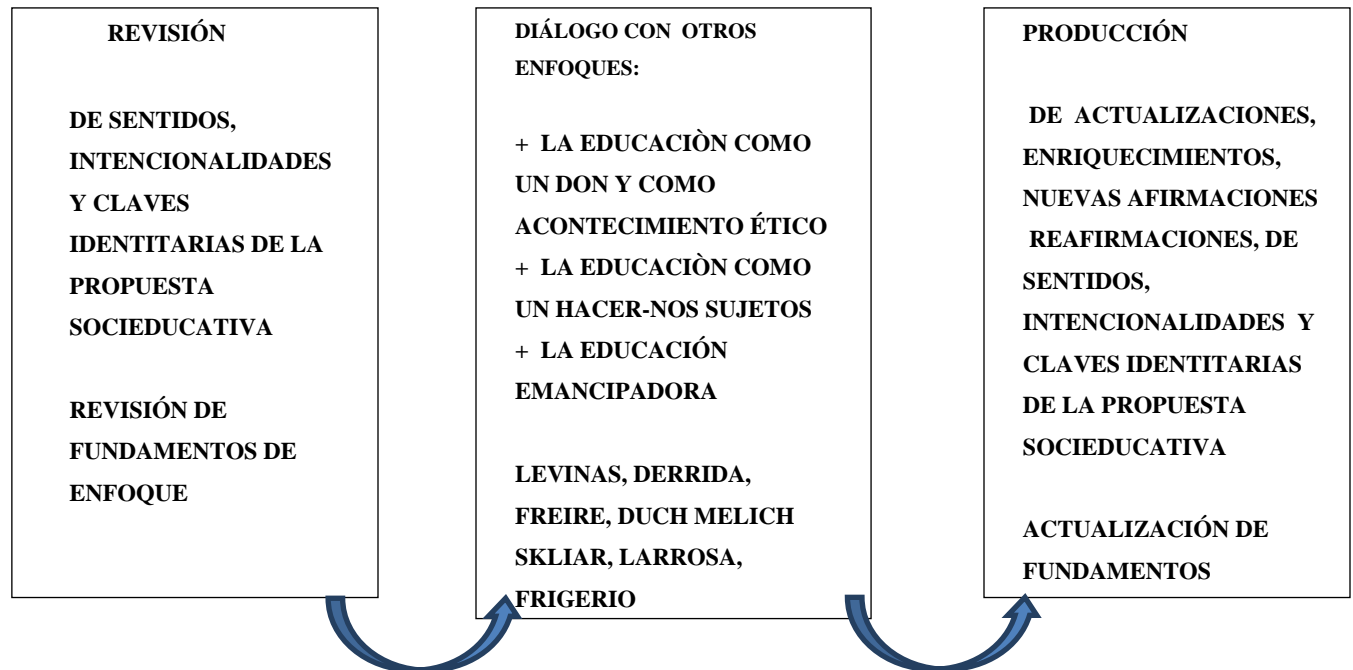 REVISIÓN
DE SENTIDOS,
INTENCIONALIDADES
Y CLAVES
IDENTITARIAS DE LA
PROPUESTA
SOCIEDUCATIVA
REVISIÓN DE
FUNDAMENTOS DE
ENFOQUE
DIÁLOGO CON OTROS
ENFOQUES:
+ LA EDUCACIÒN COMO
UN DON Y COMO
ACONTECIMIENTO ÉTICO
+ LA EDUCACIÒN COMO
UN HACER-NOS SUJETOS
+ LA EDUCACIÓN
EMANCIPADORA
LEVINAS, DERRIDA,
FREIRE, DUCH MELICH
SKLIAR, LARROSA,
FRIGERIO
PRODUCCIÓN
DE ACTUALIZACIONES,
ENRIQUECIMIENTOS,
NUEVAS AFIRMACIONES
REAFIRMACIONES, DE
SENTIDOS,
INTENCIONALIDADES Y
CLAVES IDENTITARIAS
DE LA PROPUESTA
SOCIEDUCATIVA
ACTUALIZACIÓN DE
FUNDAMENTOS